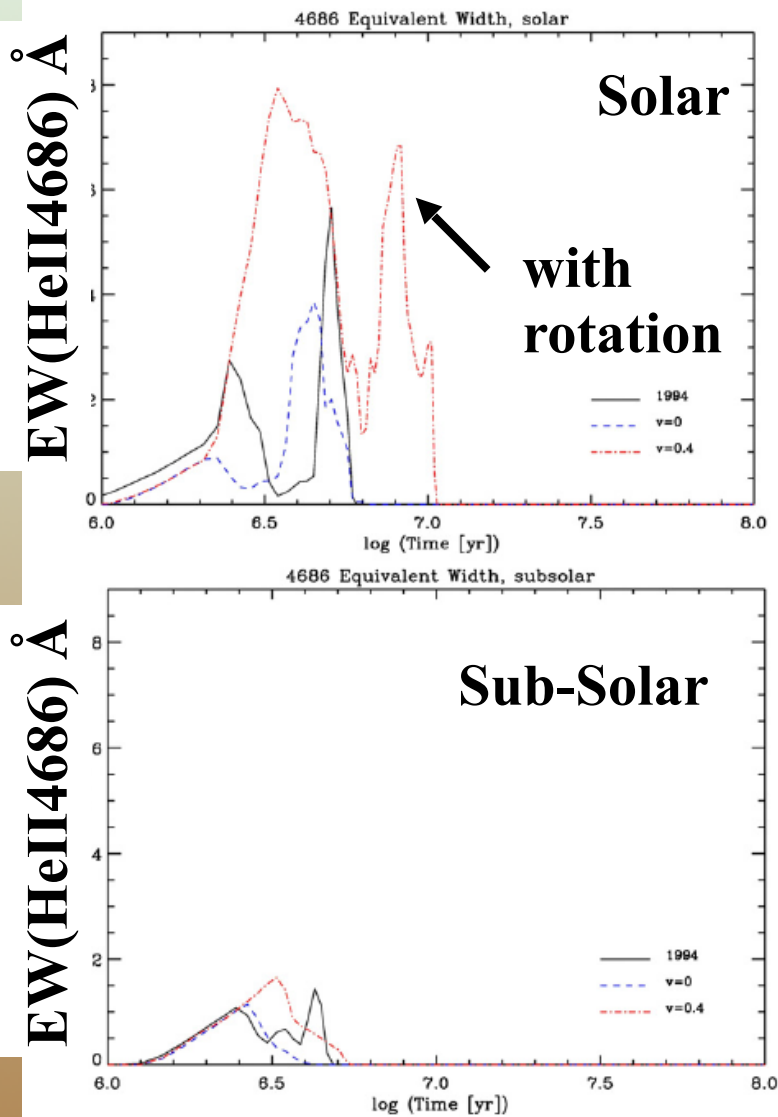 4686 Equivalent Width, solar
EW(HeII4686) Å
Solar
with
rotation
1994
v=0
v=0.4
6
4
2
0
6.0 6.5 7.0 7.5 8.0
log (Time [yr])
4686 Equivalent Width, subsolar
EW(HeII4686) Å
Sub-Solar
1994
v=0
v=0.4
8
6
4
2
0
6.0 6.5 7.0 7.5 8.0
log (Time [yr])